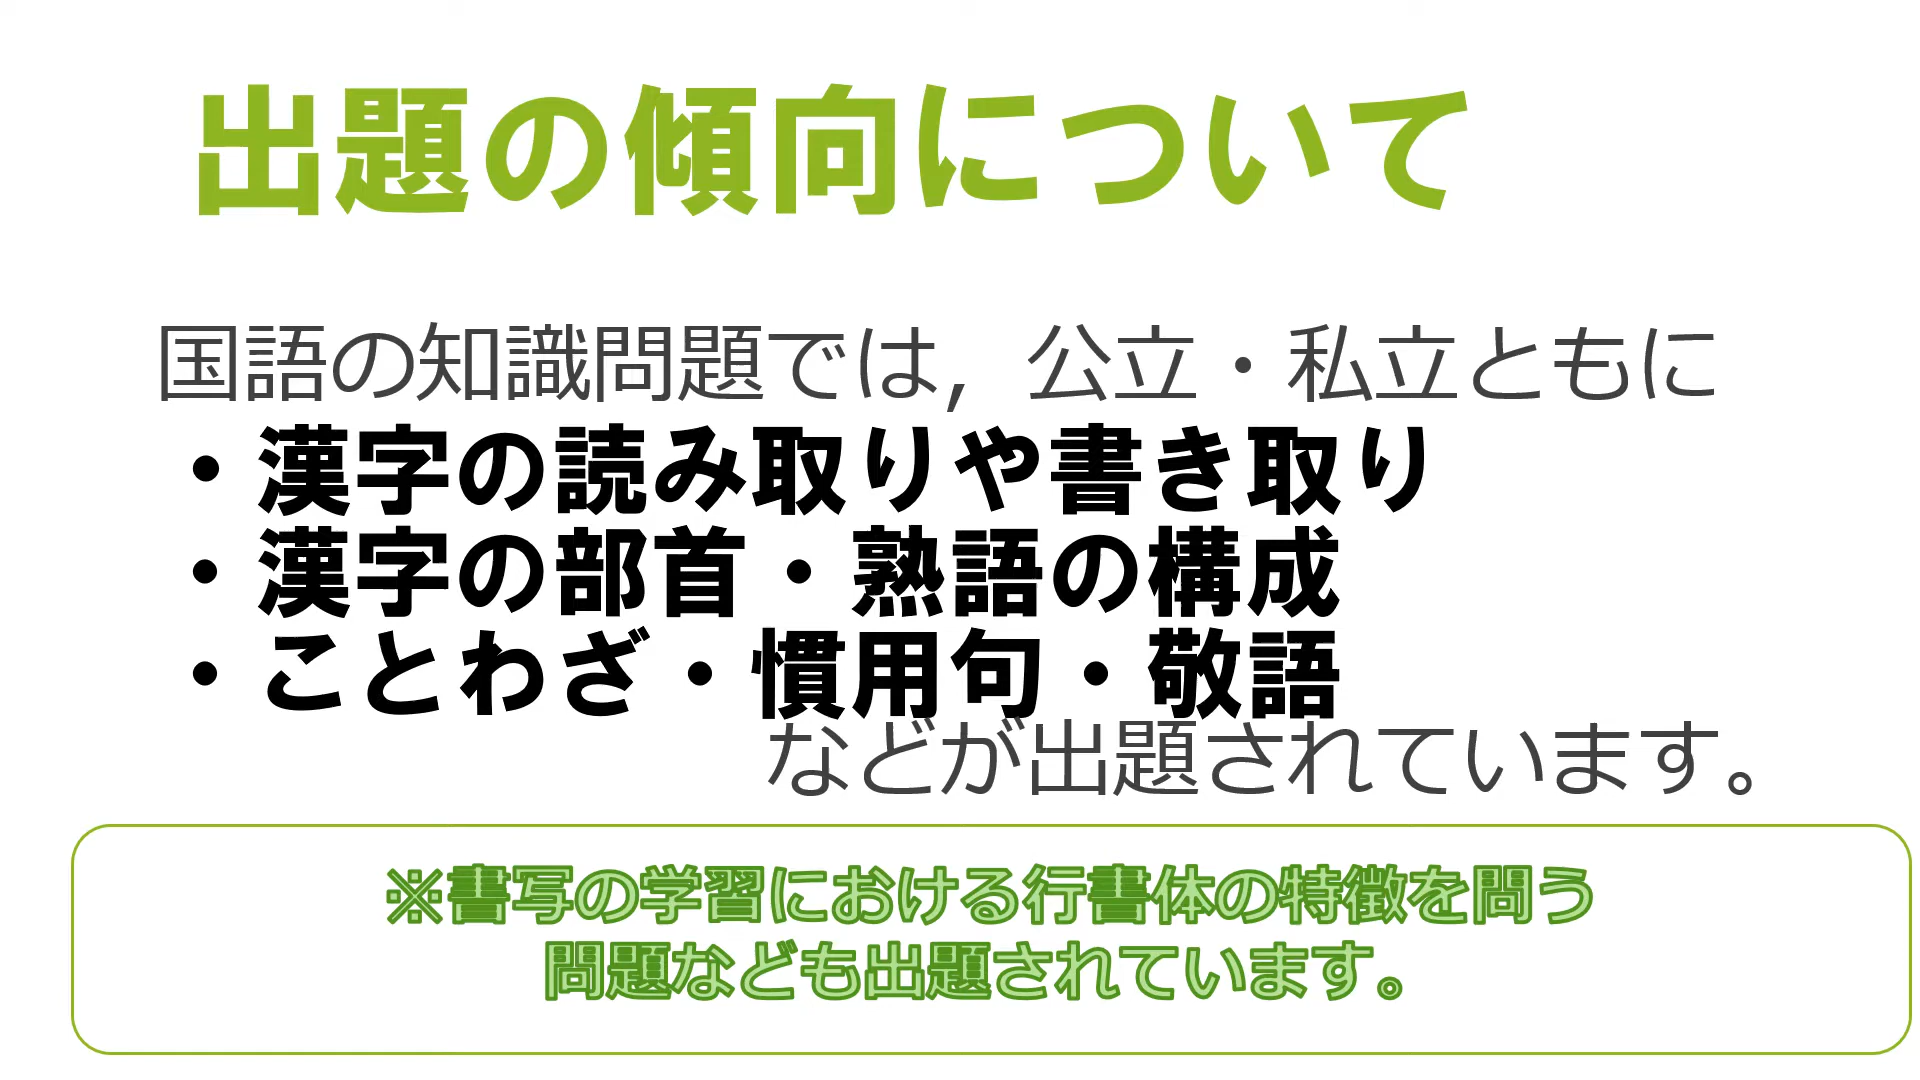 出題の傾向について
国語の知識問題では，公立・私立ともに
・漢字の読み取りや書き取り
・漢字の部首・熟語の構成
・ことわざ・慣用句・敬語
などが出題されています。
※書写の学習における行書体の特徴を問う
問題なども出題されています。